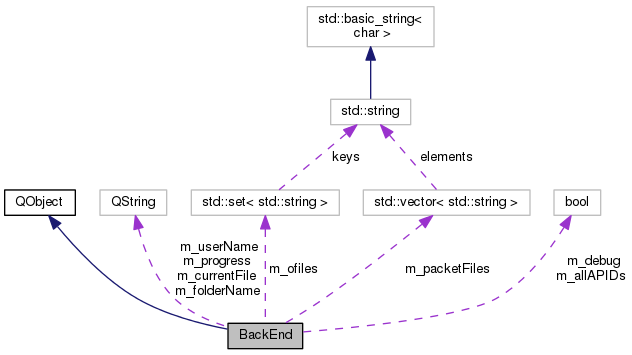 std::basic_string<
char >
std::string
keys
elements
QObject
QString
std::set< std::string >
std::vector< std::string >
bool
m_userName
m_progress
m_currentFile
m_folderName
m_ofiles
m_packetFiles
m_debug
m_allAPIDs
BackEnd